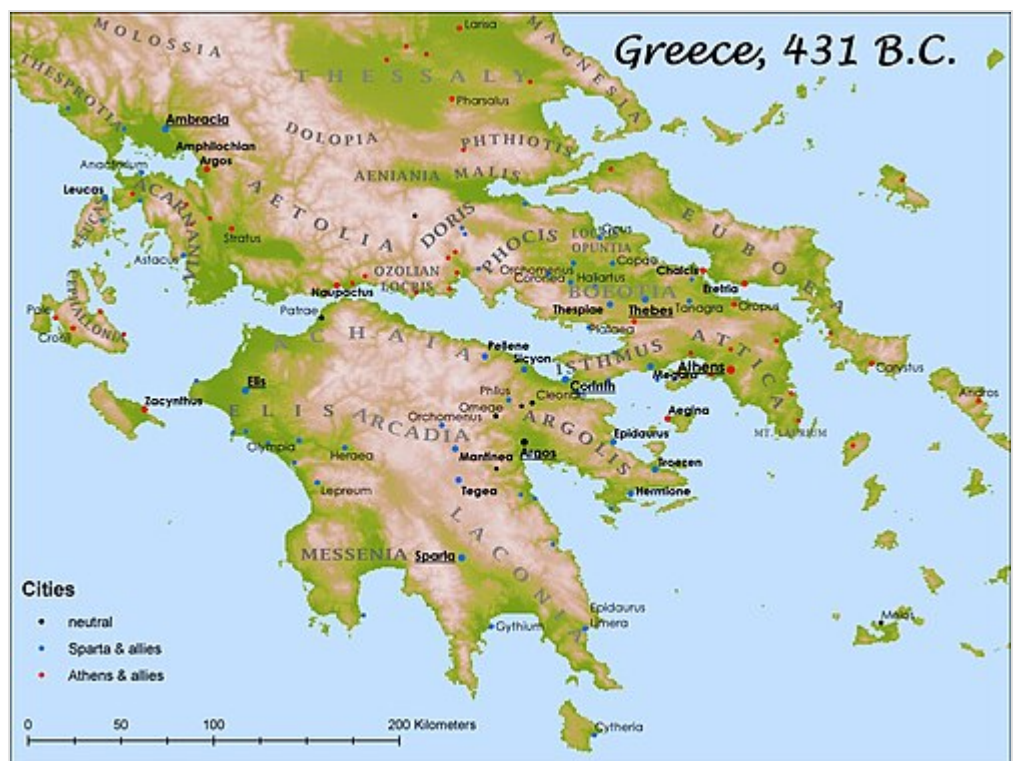 Greece, 431 B.C.
MOLOSSIA
Larisa
MAGNESIA
THESPROTIA
THESSALY
Pharsalus
Ambracia
DOLOPIA
PHTHIOTIS
Amphilochian
Argos
Anactorium
AENIANIA
MALIS
Leucas
ACARNANIA
AETOLIA
DORIS
EUBOEA
LEUCAS
Stratus
PHOCIS
OPUNTIA
Astacus
Orchomenus
Copae
Coronea
Haliartus
Chalcis
OZOLIAN
LOCRIS
CEPHALLONIA
Naupactus
BOEOTIA
Eretria
Thespiae
Thebes
Tanagra
Oropus
Pale
Patrae
Plataea
ACHAIA
ATTICA
Pellene
Sicyon
ISTHMUS
Megara
Athens
Carystus
Elis
Corinth
Phlius
Cleonae
Andros
Zacynthus
ELIS
ARCADIA
Orchomenus
Orneae
ARGOLIS
Aegina
MT. LAURIUM
Olympia
Heraea
Mantinea
Argos
Epidaurus
Troezen
Lepreum
Tegea
Hermione
LACONIA
MESSENIA
Sparta
Cities
neutral
Sparta & allies
Athens & allies
Gythium
Epidaurus
Limera
Melos
Cytheria
0 50 100 200 Kilometers